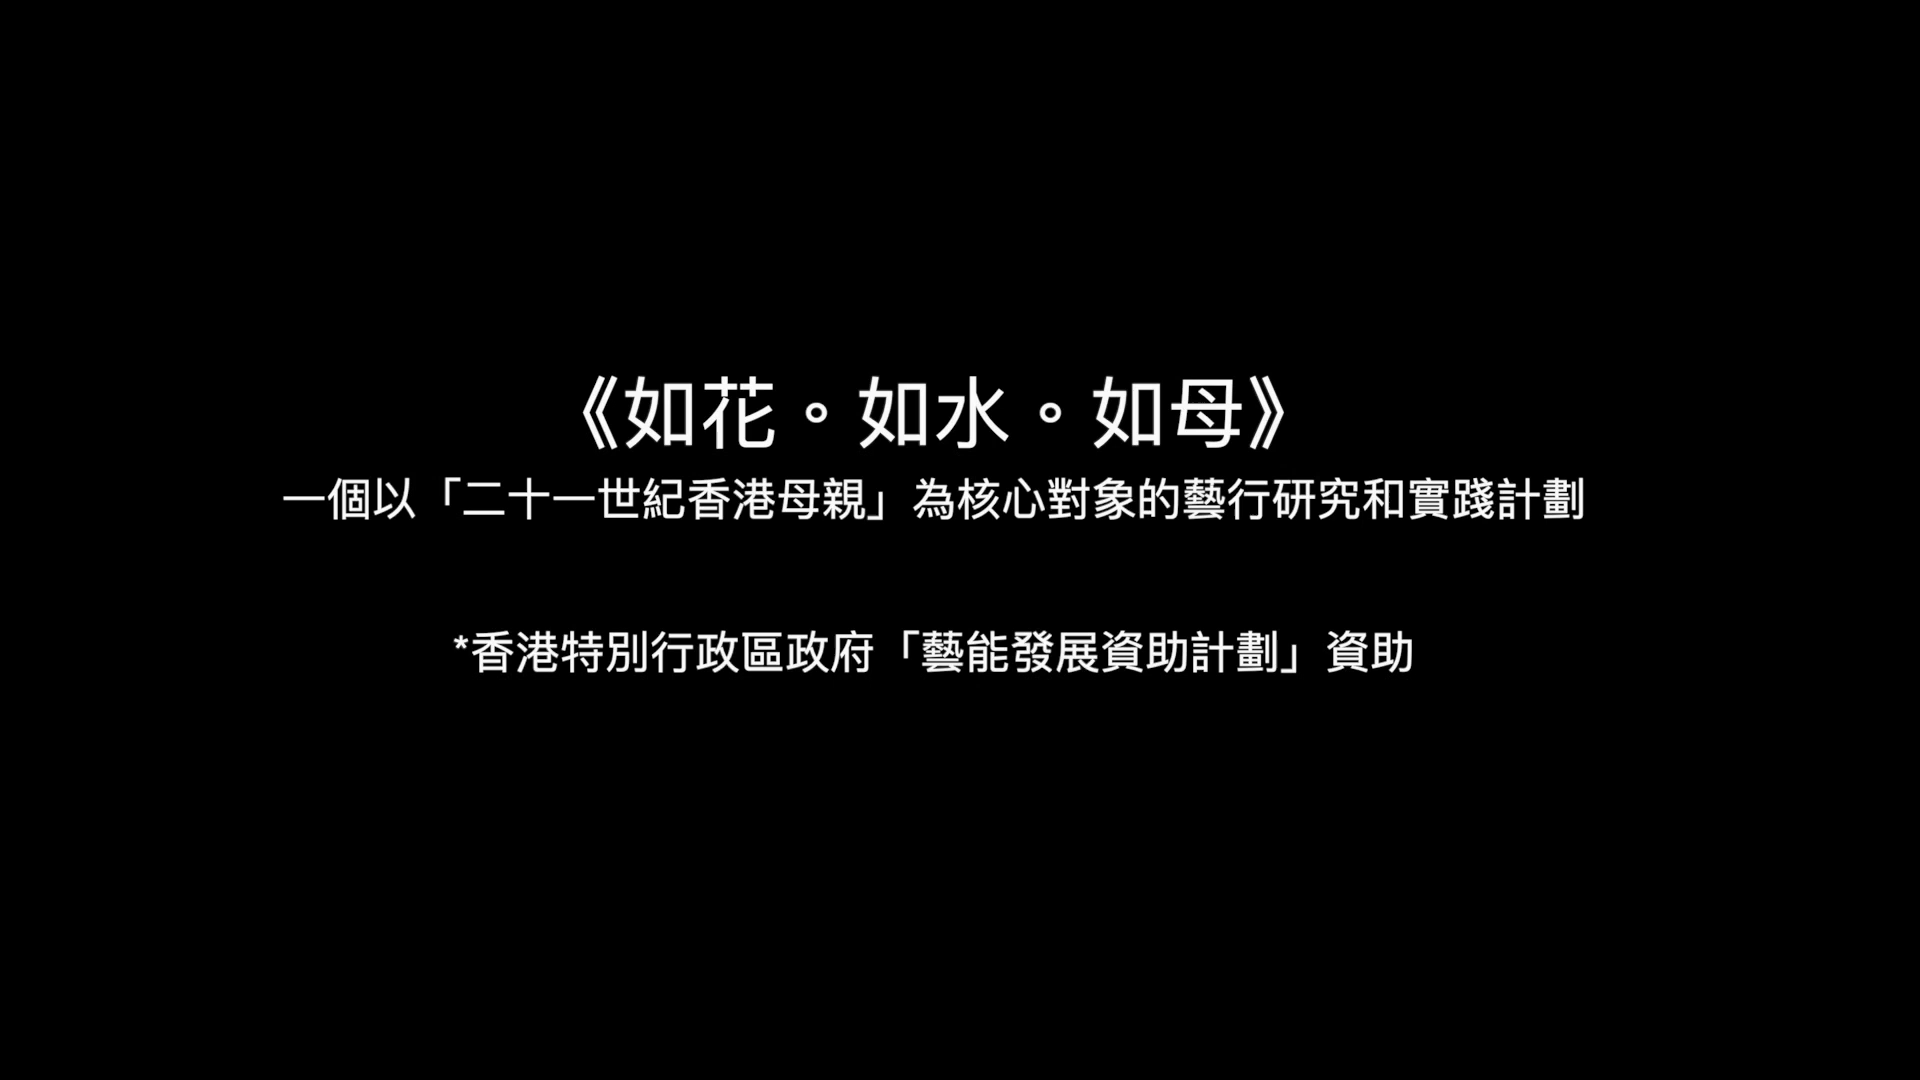 《如花。如水。如母》
一個以「二十一世紀香港母親」為核心對象的藝行研究和實踐計劃
*香港特別行政區政府「藝能發展資助計劃」資助